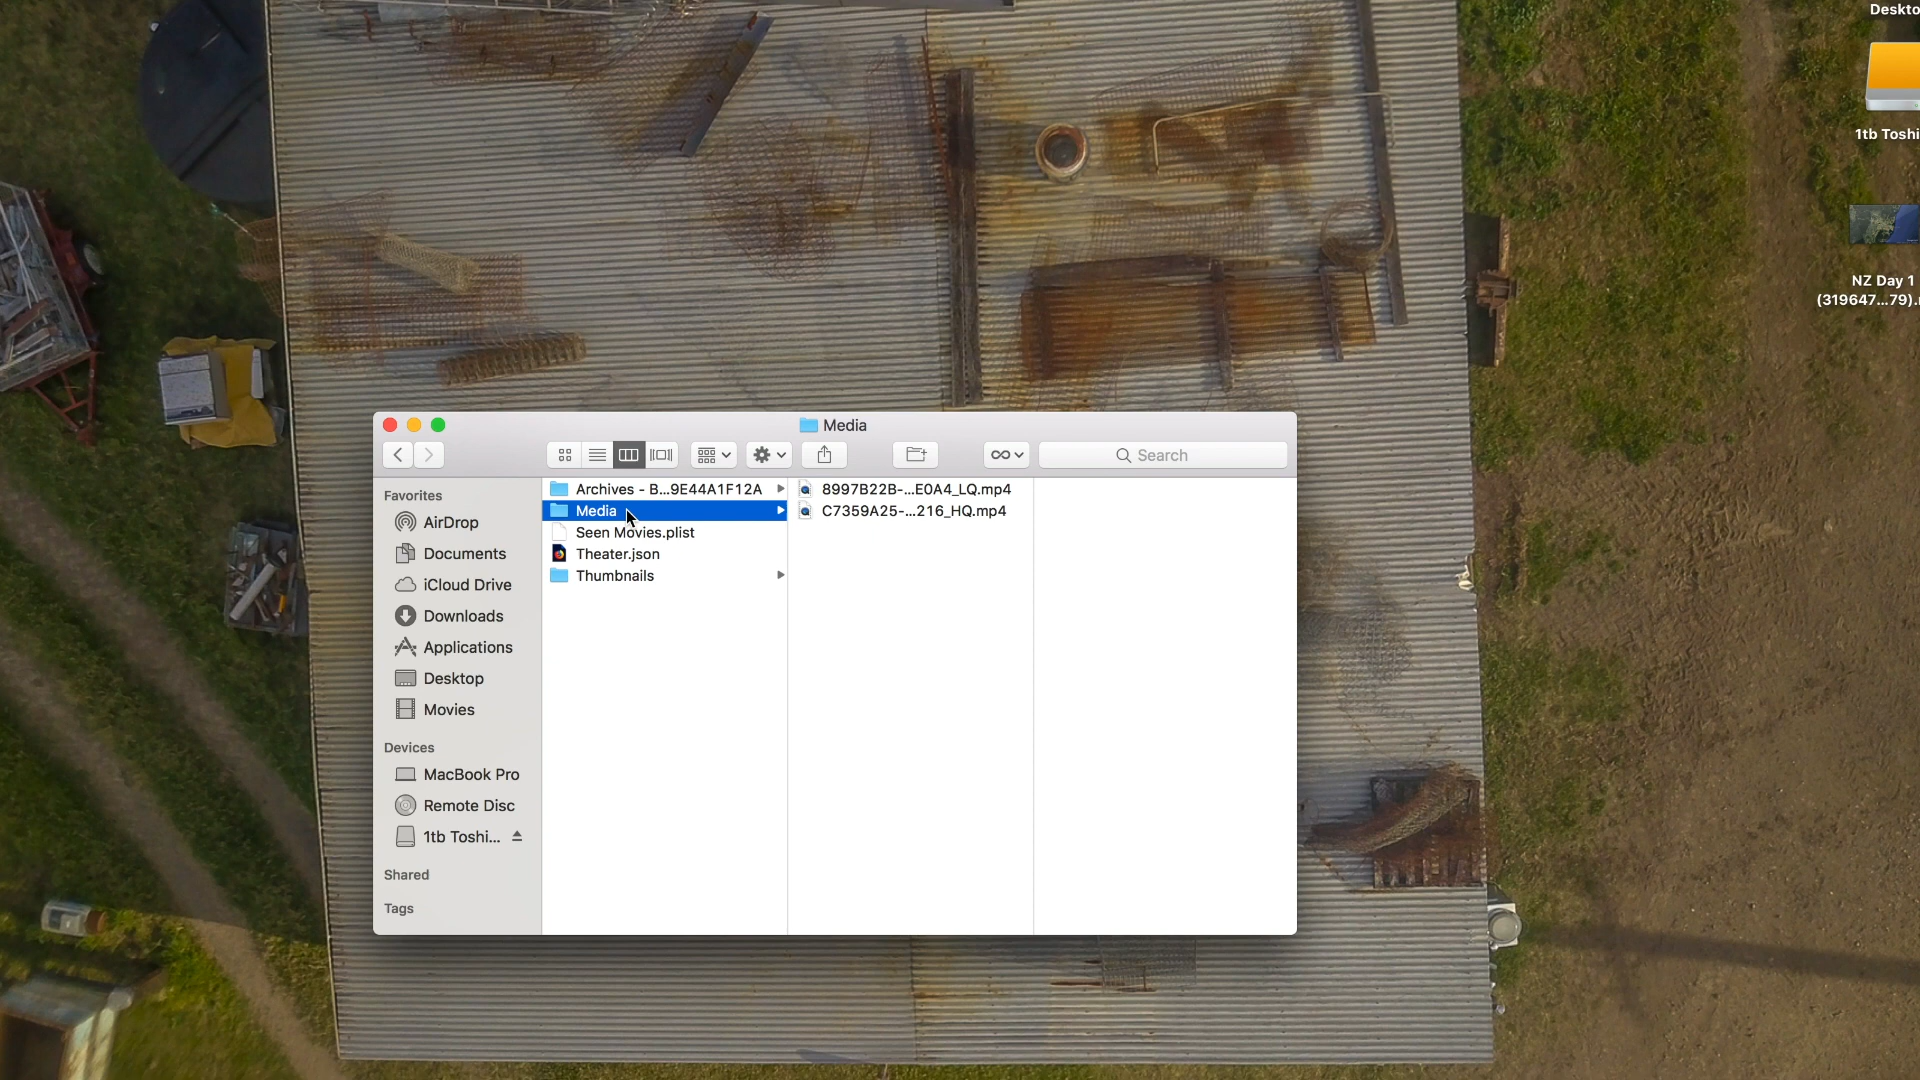 Deskto
1tb Toshi
NZ Day 1
(319647...79).
Media
Search
Favorites
AirDrop
Documents
iCloud Drive
Downloads
Applications
Desktop
Movies
Devices
MacBook Pro
Remote Disc
1tb Toshi...
Shared
Tags
Archives - B...9E44A1F12A
Media
Seen Movies.plist
Theater.json
Thumbnails
8997B22B-...E0A4_LQ.mp4
C7359A25-...216_HQ.mp4